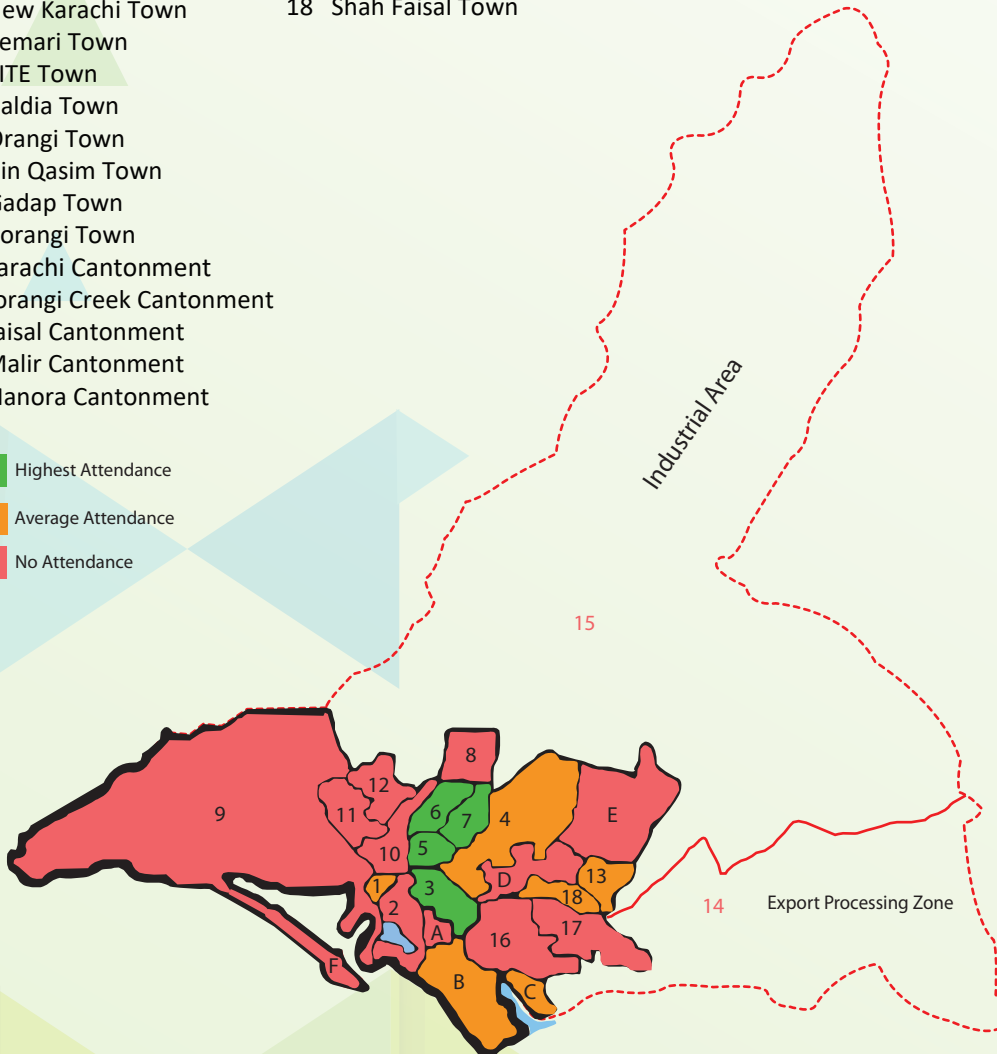 New Karachi Town
18 Shah Faisal Town
emari Town
ITE Town
aldia Town
Orangi Town
in Qasim Town
Gadap Town
orangi Town
arachi Cantonment
orangi Creek Cantonment
aisal Cantonment
Malir Cantonment
Manora Cantonment
Industrial Area
Highest Attendance
Average Attendance
No Attendance
15
8
12
9
11
6
7
4
E
5
10
13
D
1
3
18
2
14
Export Processing Zone
17
A
16
F
B
C